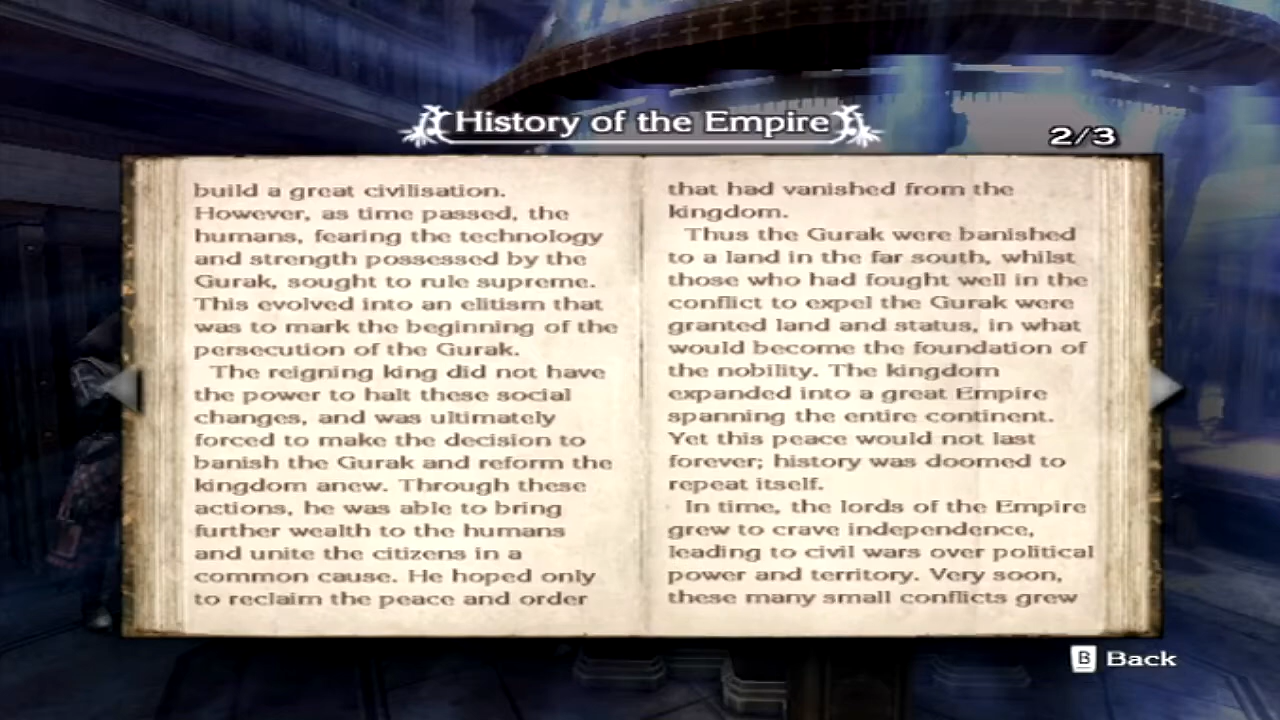 History of the Empire
2/3
build a great civilisation.
However, as time passed, the
humans, fearing the technology
and strength possessed by the
Gurak, sought to rule supreme.
This evolved into an elitism that
was to mark the beginning of the
persecution of the Gurak.
The reigning king did not have
the power to halt these social
changes, and was ultimately
forced to make the decision to
banish the Gurak and reform the
kingdom anew. Through these
actions, he was able to bring
further wealth to the humans
and unite the citizens in a
common cause. He hoped only
to reclaim the peace and order
that had vanished from the
kingdom.
Thus the Gurak were banished
to a land in the far south, whilst
those who had fought well in the
conflict to expel the Gurak were
granted land and status, in what
would become the foundation of
the nobility. The kingdom
expanded into a great Empire
spanning the entire continent.
Yet this peace would not last
forever; history was doomed to
repeat itself.
In time, the lords of the Empire
grew to crave independence,
leading to civil wars over political
power and territory. Very soon,
these many small conflicts grew
B Back